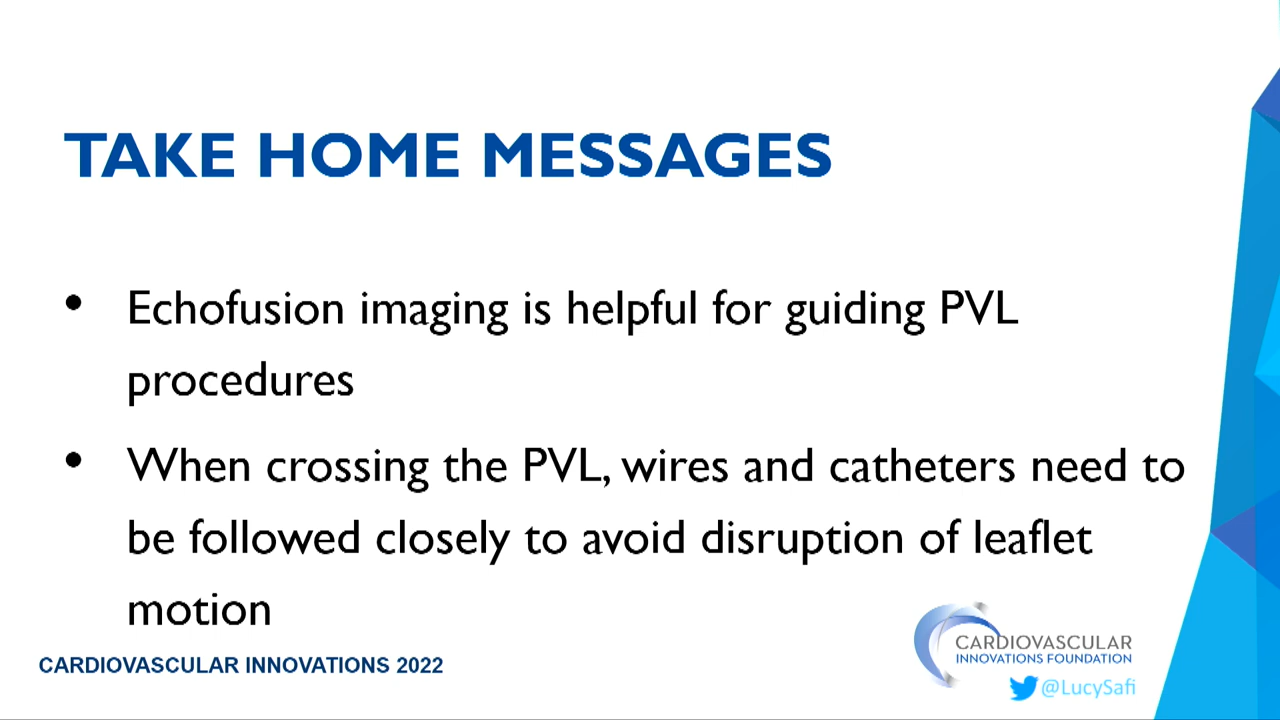 TAKE HOME MESSAGES
• Echofusion imaging is helpful for guiding PVL
procedures
• When crossing the PVL, wires and catheters need to
be followed closely to avoid disruption of leaflet
motion
CARDIOVASCULAR INNOVATIONS 2022
CARDIOVASCULAR
INNOVATIONS FOUNDATION
@LucySafi